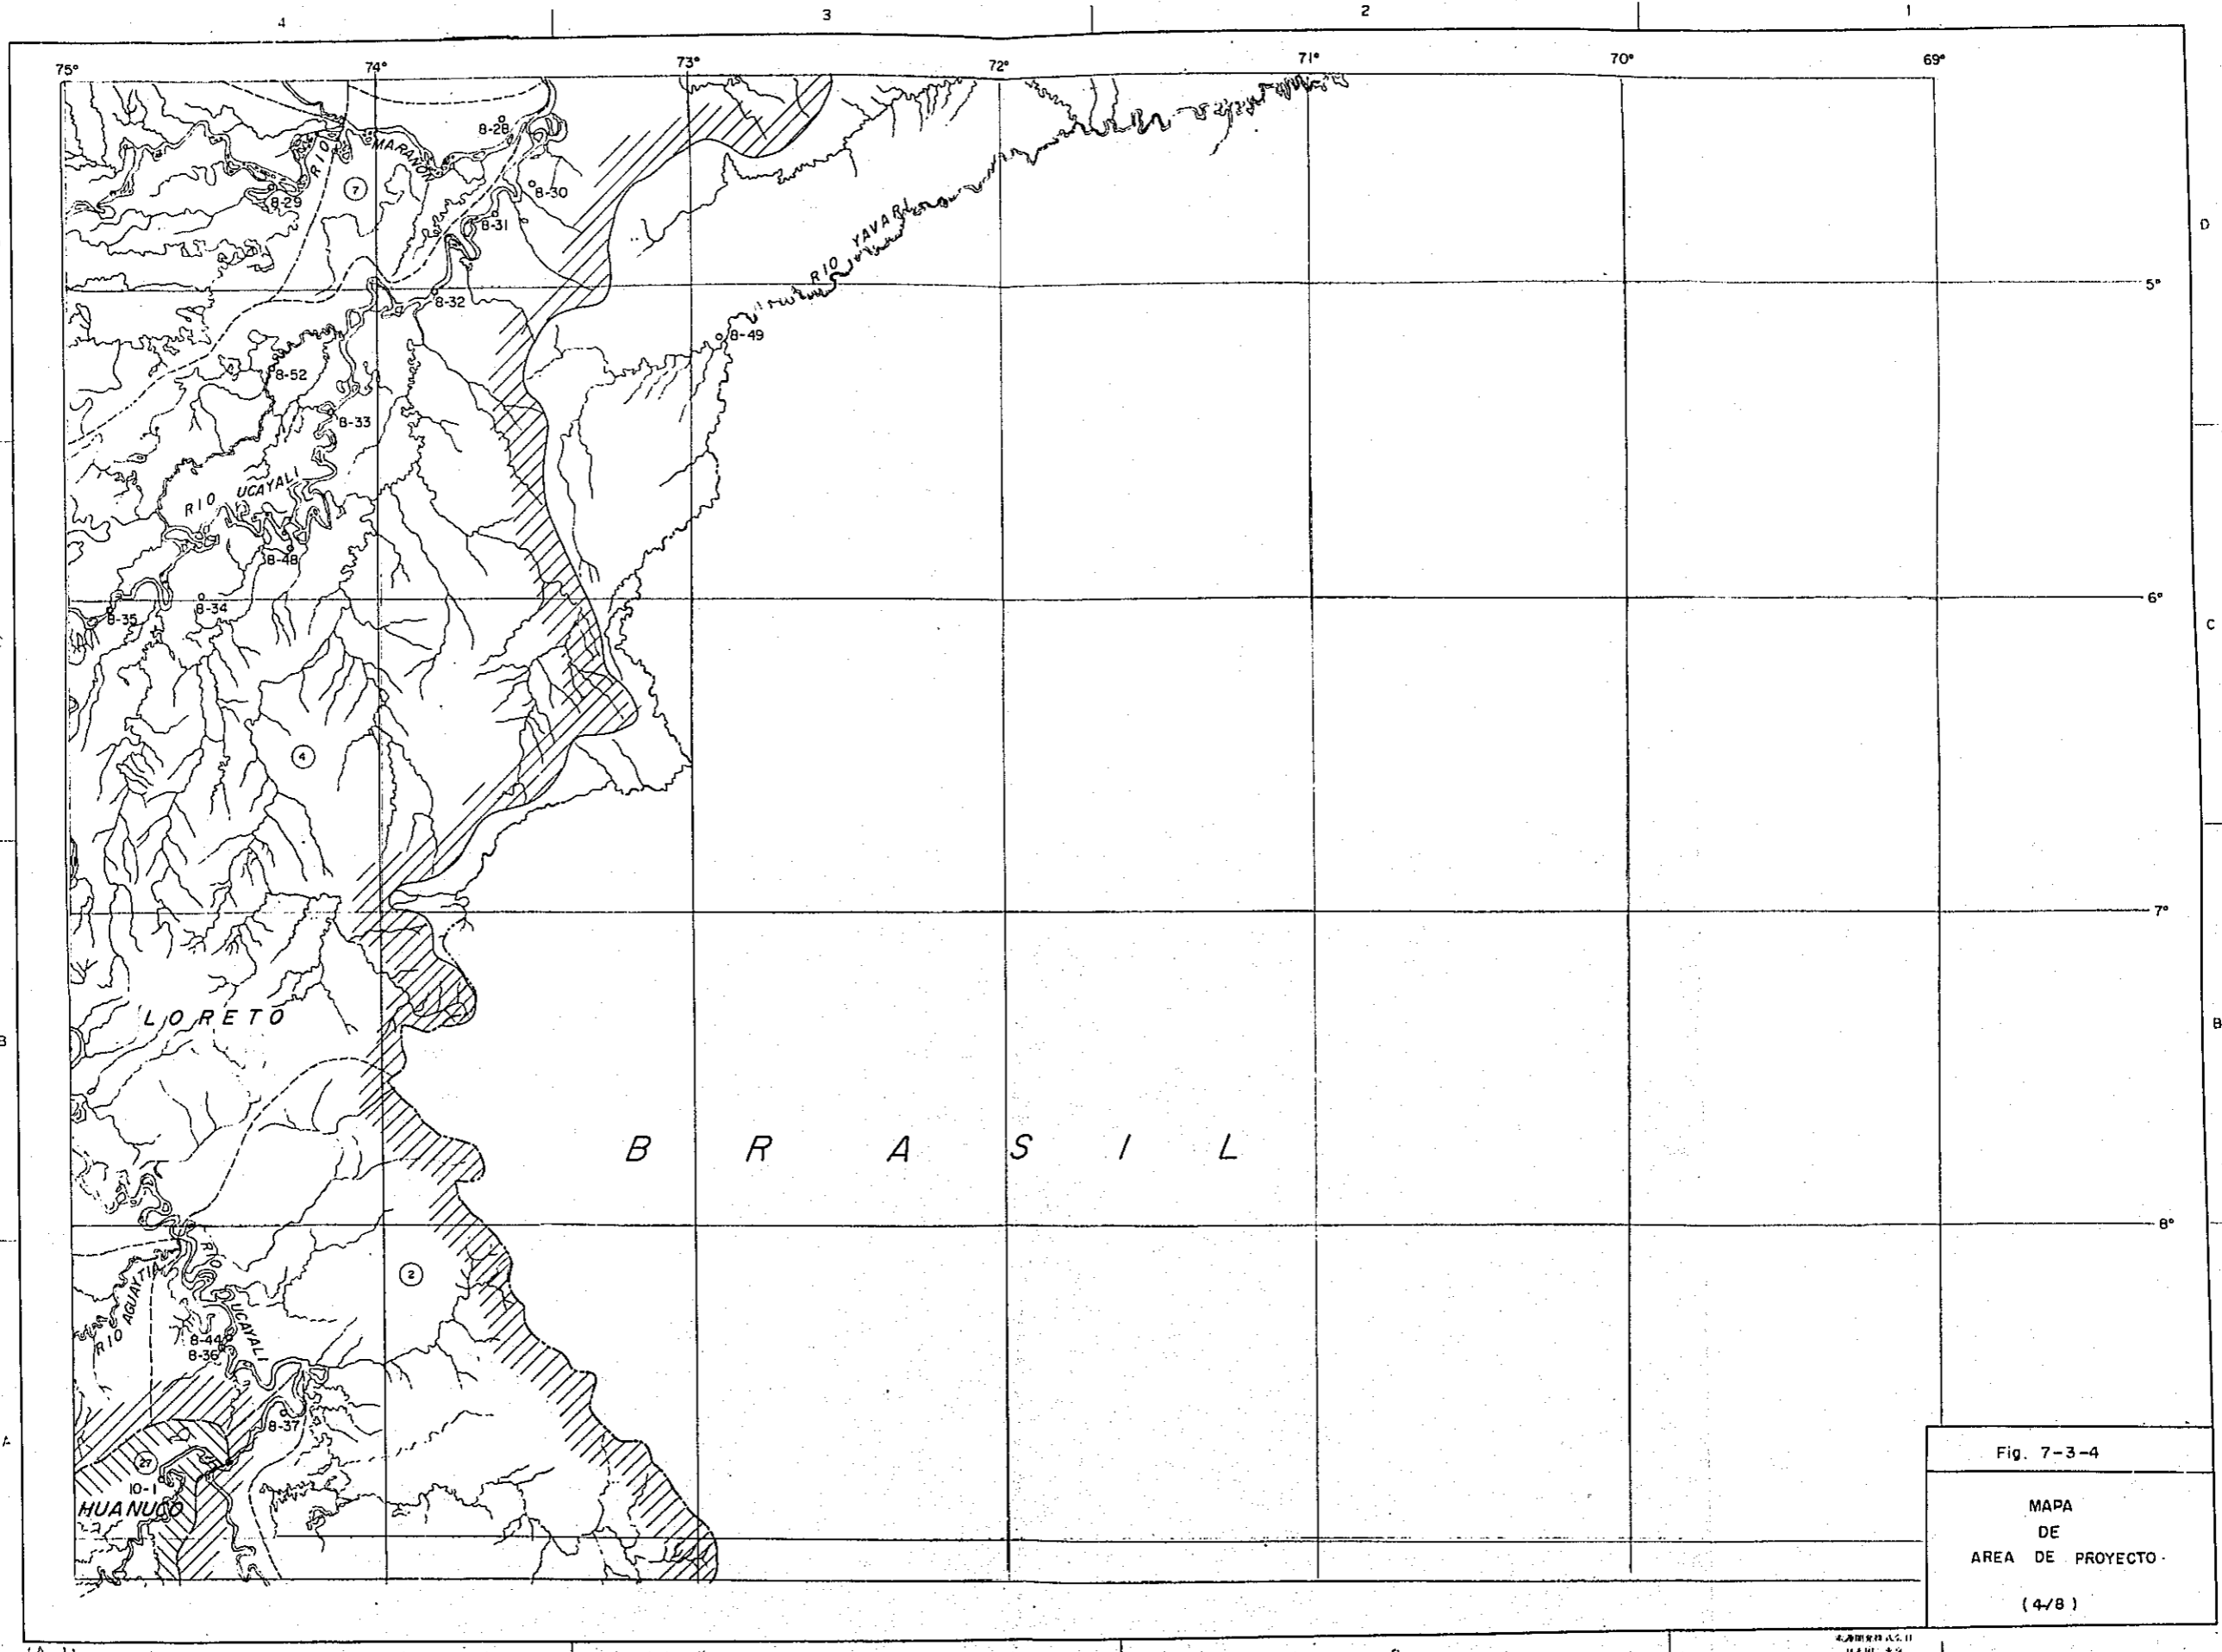 4 3 2 1
75° 74° 73° 72° 71° 70° 69°
8-28
RIO MARAÑON
7
8-30
8-29
8-31
D
RIO YAVARI
5°
8-32
8-49
8-52
8-33
RIO UCAYALI
8-48
6°
8-34
8-35
C
4
7°
LORETO
B B
BRASIL
8°
RIO AGUAYTIA
RIO UCAYALI
2
8-44
8-36
8-37
A
27
10-1
HUANUCO
Fig. 7-3-4
MAPA
DE
AREA DE PROYECTO
(4/8)